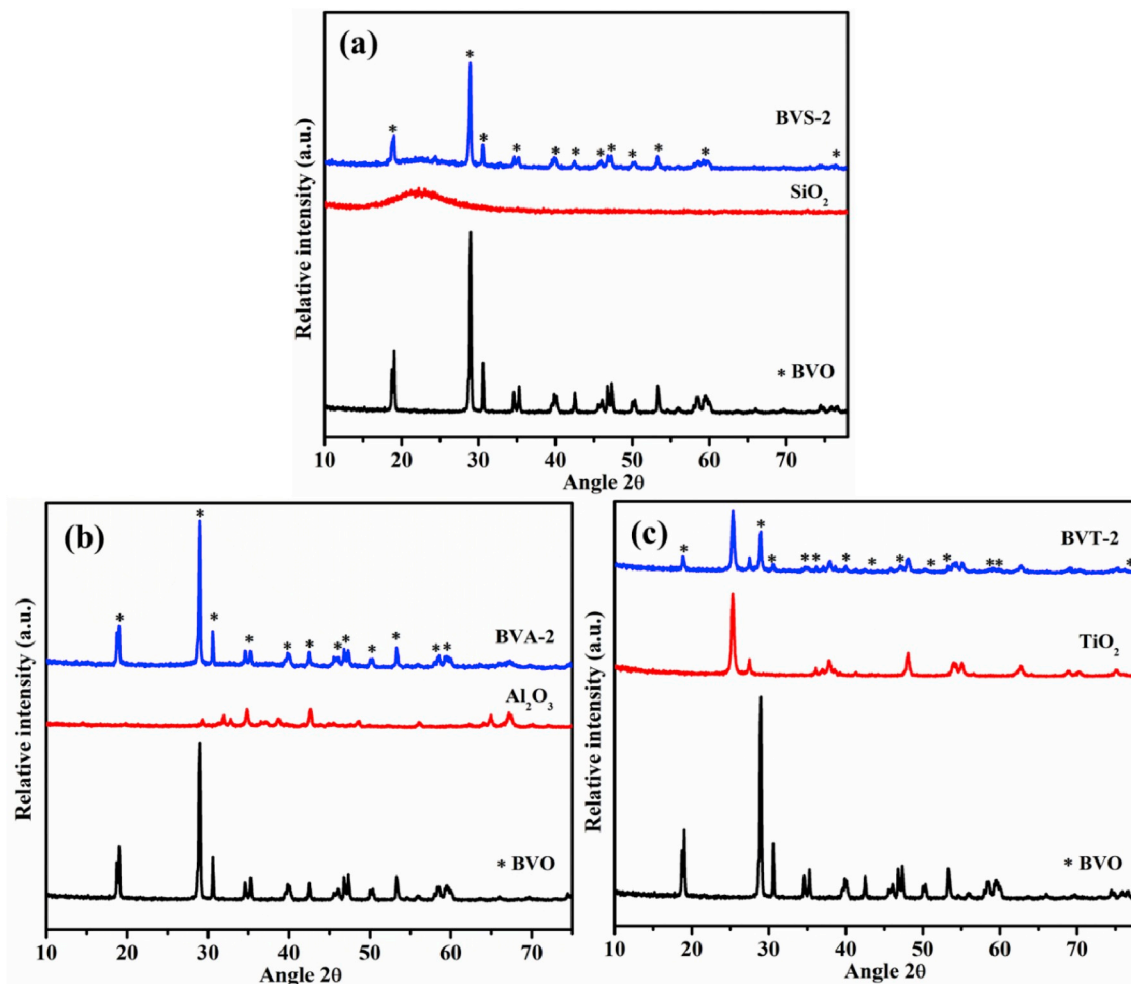 (a)
*
BVS-2
* * * * * * * * * * * *
SiO₂
* BVO
Relative intensity (a.u.)
10 20 30 40 50 60 70
Angle 2θ
(b)
*
BVA-2
* * * * * * * * * * *
Al₂O₃
* BVO
Relative intensity (a.u.)
10 20 30 40 50 60 70
Angle 2θ
(c)
*
BVT-2
* * ** * * * * * ** *
TiO₂
* BVO
Relative intensity (a.u.)
10 20 30 40 50 60 70
Angle 2θ